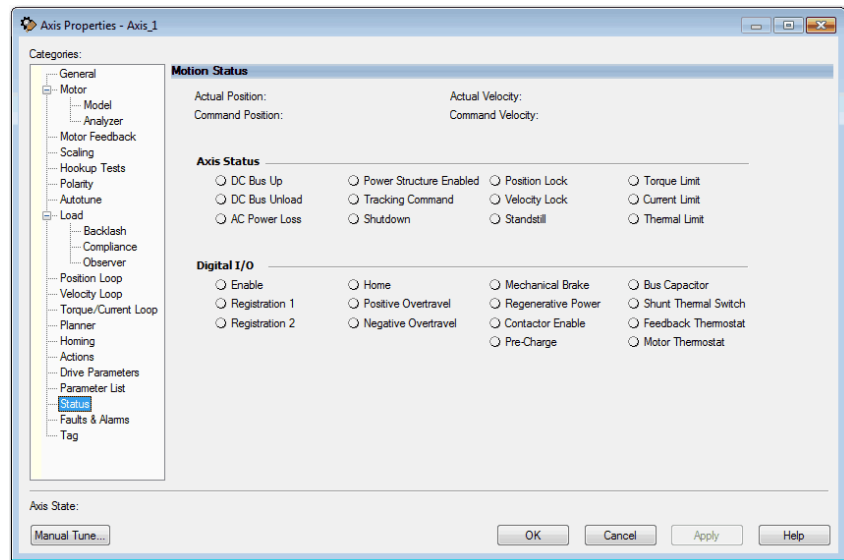 Axis Properties - Axis_1
Categories:
General
Motor
Model
Analyzer
Motor Feedback
Scaling
Hookup Tests
Polarity
Autotune
Load
Backlash
Compliance
Observer
Position Loop
Velocity Loop
Torque/Current Loop
Planner
Homing
Actions
Drive Parameters
Parameter List
Status
Faults & Alarms
Tag
Motion Status
Actual Position: Actual Velocity:
Command Position: Command Velocity:
Axis Status
DC Bus Up Power Structure Enabled Position Lock Torque Limit
DC Bus Unload Tracking Command Velocity Lock Current Limit
AC Power Loss Shutdown Standstill Thermal Limit
Digital I/O
Enable Home Mechanical Brake Bus Capacitor
Registration 1 Positive Overtravel Regenerative Power Shunt Thermal Switch
Registration 2 Negative Overtravel Contactor Enable Feedback Thermostat
Pre-Charge Motor Thermostat
Axis State:
Manual Tune... OK Cancel Apply Help